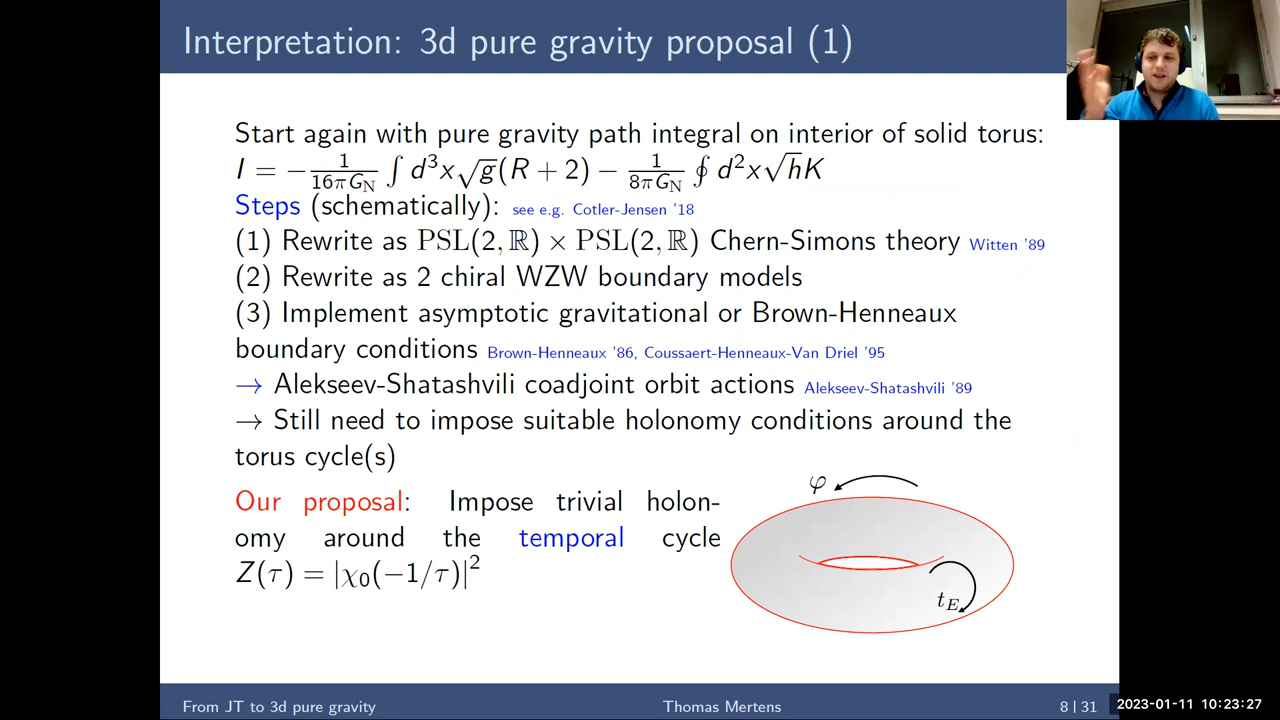 Interpretation: 3d pure gravity proposal (1)
Start again with pure gravity path integral on interior of solid torus:
I = −\frac{1}{16πG_N} ∫ d³x√g(R + 2) − \frac{1}{8πG_N} ∮ d²x√hK
Steps (schematically): see e.g. Cotler-Jensen '18
(1) Rewrite as PSL(2, ℝ) × PSL(2, ℝ) Chern-Simons theory Witten '89
(2) Rewrite as 2 chiral WZW boundary models
(3) Implement asymptotic gravitational or Brown-Henneaux
boundary conditions Brown-Henneaux '86, Coussaert-Henneaux-Van Driel '95
→ Alekseev-Shatashvili coadjoint orbit actions Alekseev-Shatashvili '89
→ Still need to impose suitable holonomy conditions around the
torus cycle(s)
Our proposal: Impose trivial holon-
omy around the temporal cycle
Z(τ) = |χ₀(−1/τ)|²
φ
t_E
From JT to 3d pure gravity
Thomas Mertens
8 / 31
2023-01-11 10:23:27